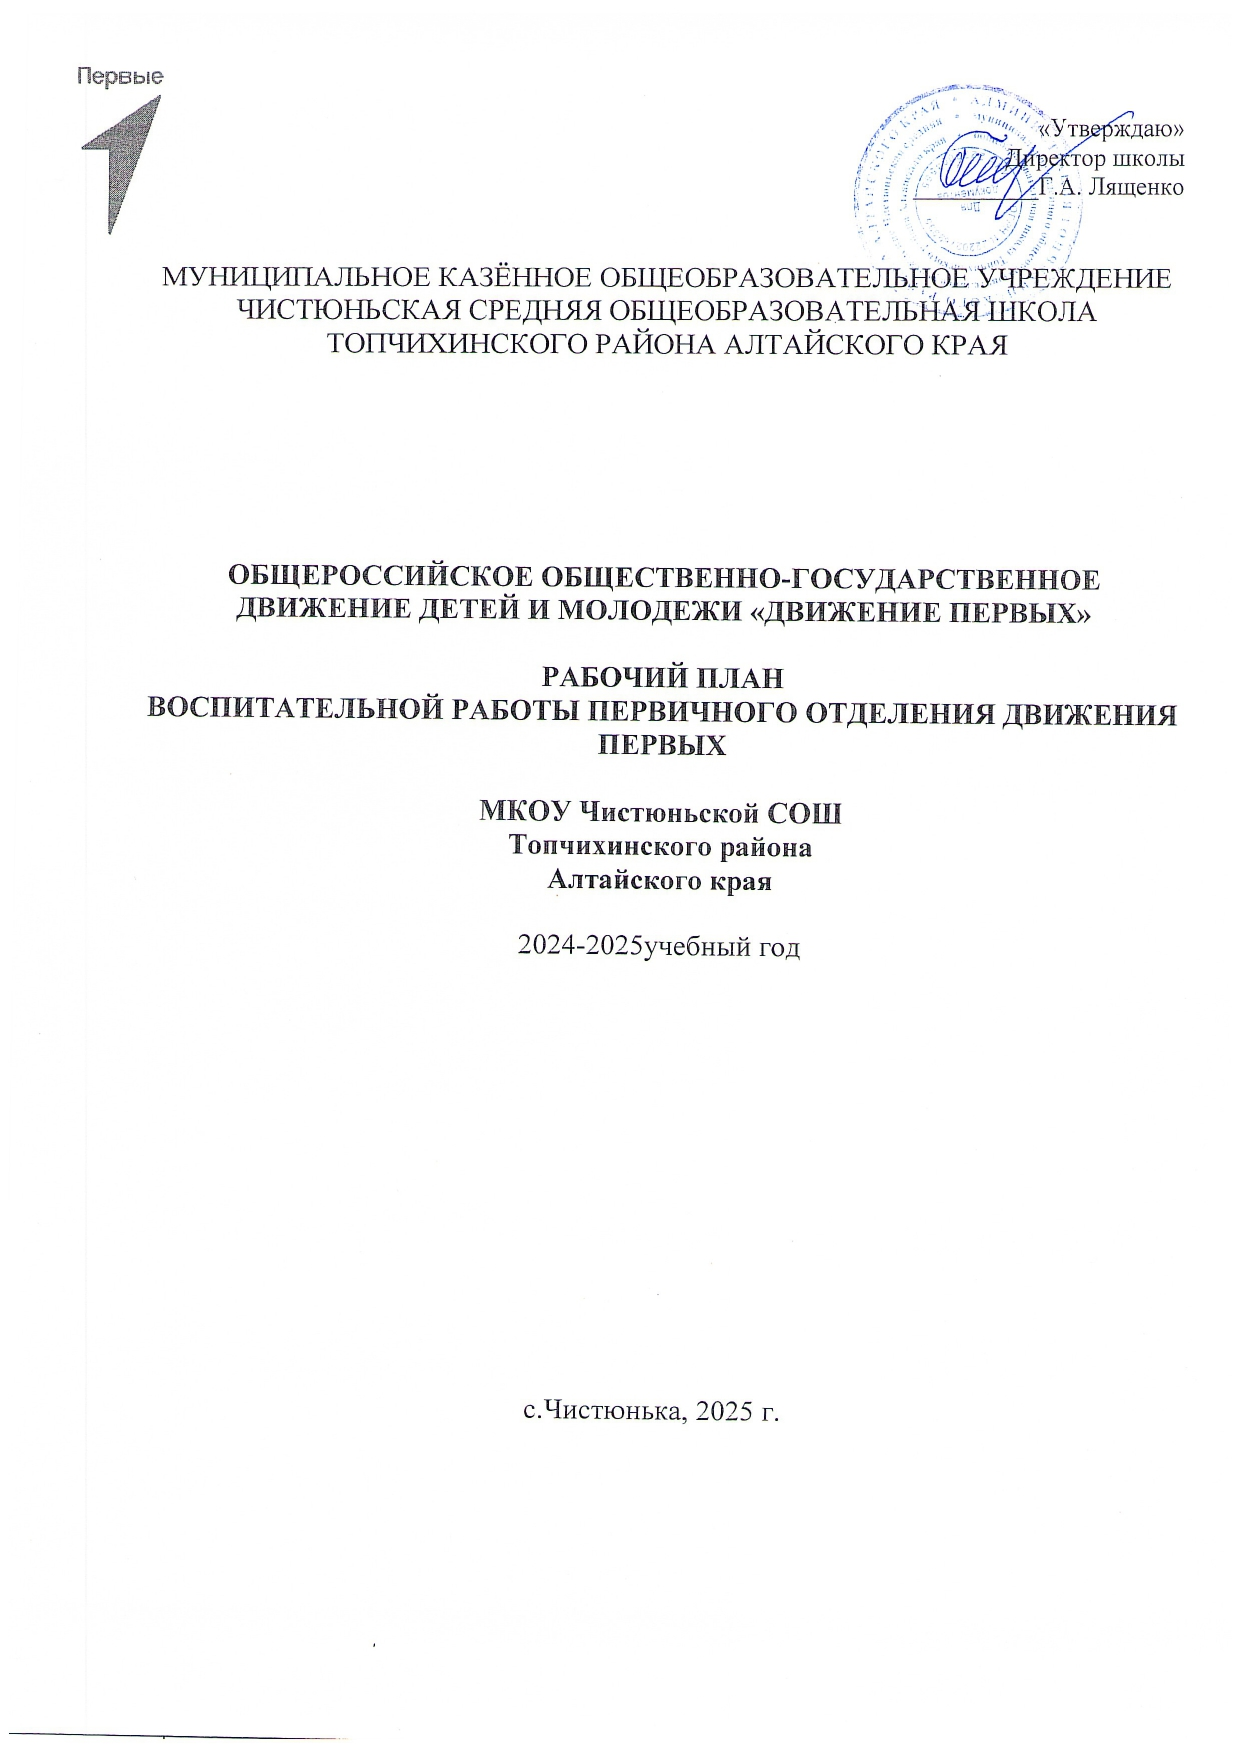 Первые
«Утверждаю»
Директор школы
Г.А. Лященко
МУНИЦИПАЛЬНОЕ КАЗЁННОЕ ОБЩЕОБРАЗОВАТЕЛЬНОЕ УЧРЕЖДЕНИЕ
ЧИСТЮНЬСКАЯ СРЕДНЯЯ ОБЩЕОБРАЗОВАТЕЛЬНАЯ ШКОЛА
ТОПЧИХИНСКОГО РАЙОНА АЛТАЙСКОГО КРАЯ
ОБЩЕРОССИЙСКОЕ ОБЩЕСТВЕННО-ГОСУДАРСТВЕННОЕ
ДВИЖЕНИЕ ДЕТЕЙ И МОЛОДЕЖИ «ДВИЖЕНИЕ ПЕРВЫХ»
РАБОЧИЙ ПЛАН
ВОСПИТАТЕЛЬНОЙ РАБОТЫ ПЕРВИЧНОГО ОТДЕЛЕНИЯ ДВИЖЕНИЯ
ПЕРВЫХ
МКОУ Чистюньской СОШ
Топчихинского района
Алтайского края
2024-2025учебный год
с.Чистюнька, 2025 г.